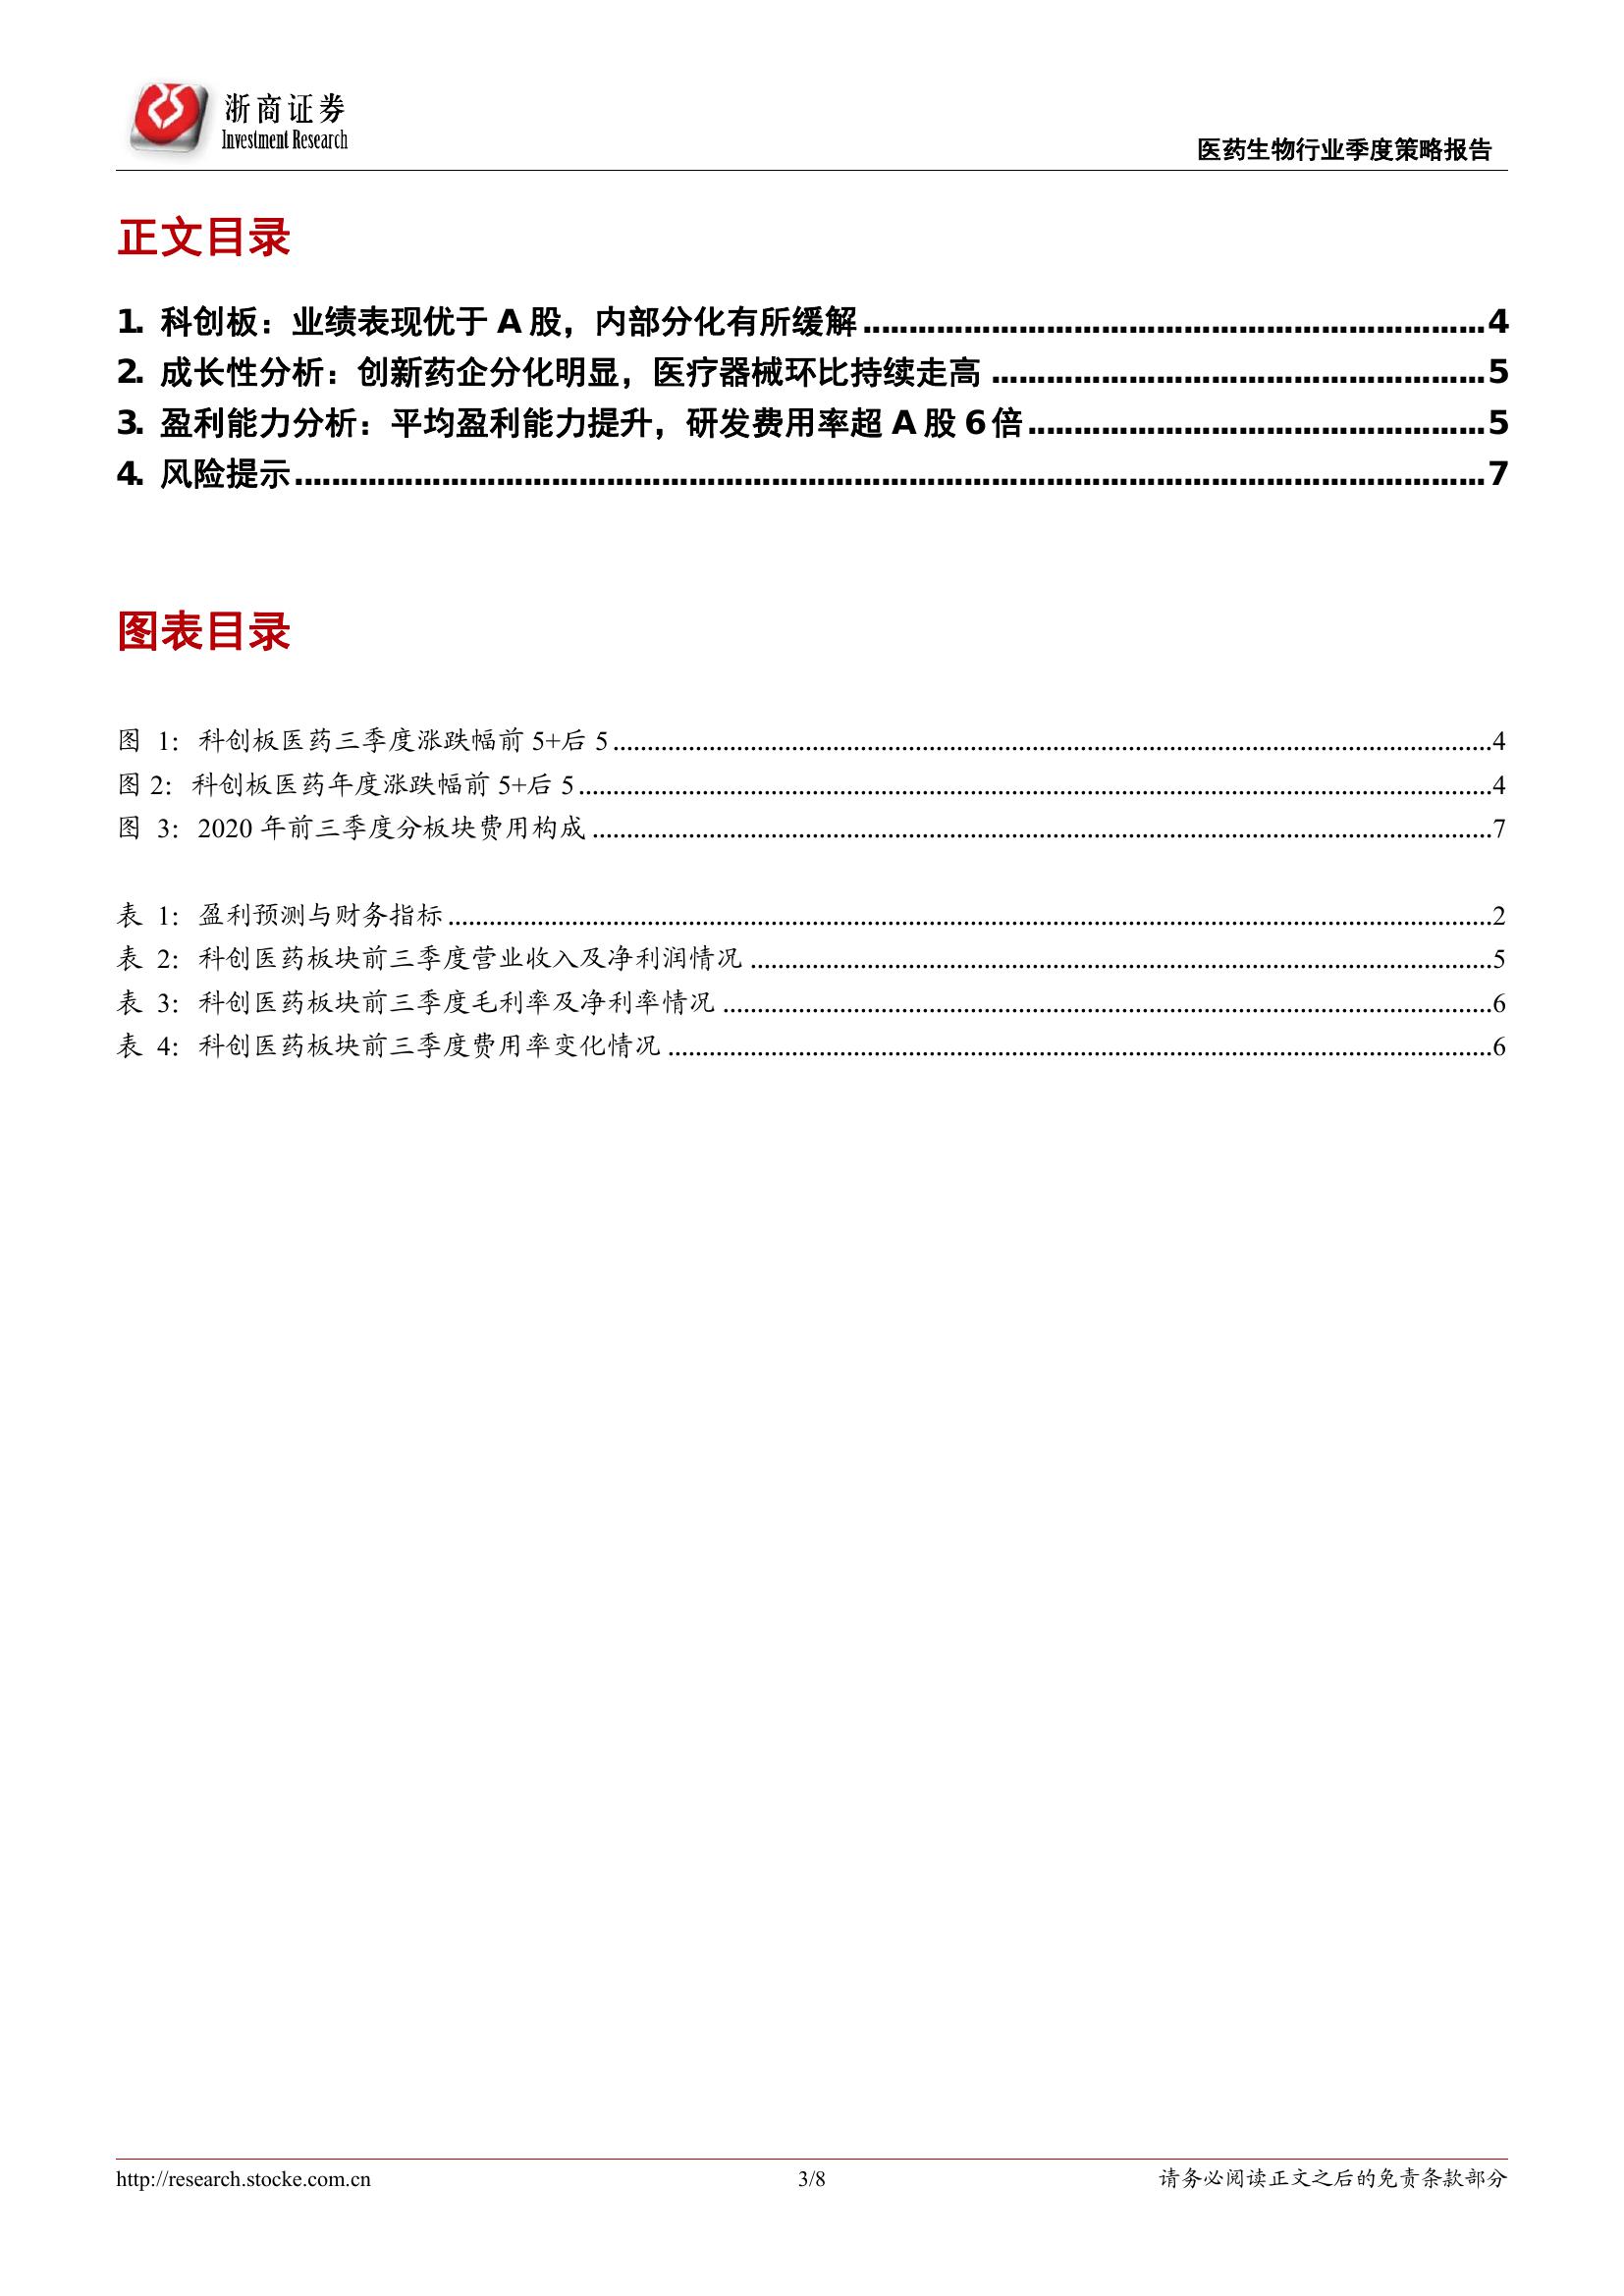 浙商证券
Investment Research
医药生物行业季度策略报告
正文目录
1. 科创板：业绩表现优于 A 股，内部分化有所缓解........................................4
2. 成长性分析：创新药企分化明显，医疗器械环比持续走高........................................5
3. 盈利能力分析：平均盈利能力提升，研发费用率超 A 股 6 倍........................................5
4. 风险提示........................................7
图表目录
图 1：科创板医药三季度涨跌幅前 5+后 5........................................4
图 2：科创板医药年度涨跌幅前 5+后 5........................................4
图 3：2020 年前三季度分板块费用构成........................................7
表 1：盈利预测与财务指标........................................2
表 2：科创医药板块前三季度营业收入及净利润情况........................................5
表 3：科创医药板块前三季度毛利率及净利率情况........................................6
表 4：科创医药板块前三季度费用率变化情况........................................6
http://research.stocke.com.cn 3/8 请务必阅读正文之后的免责条款部分